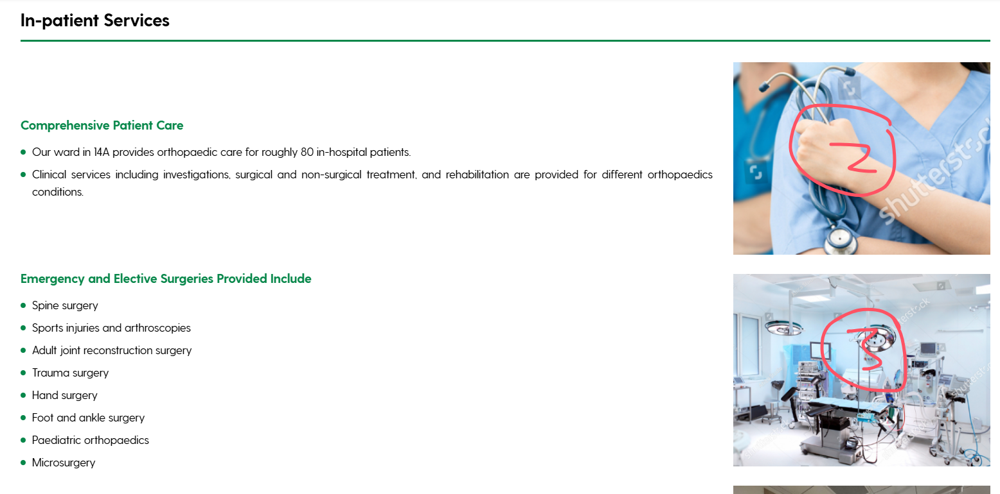 In-patient Services
Comprehensive Patient Care
Our ward in 14A provides orthopaedic care for roughly 80 in-hospital patients.
Clinical services including investigations, surgical and non-surgical treatment, and rehabilitation are provided for different orthopaedics
conditions.
2
shutterstock
Emergency and Elective Surgeries Provided Include
Spine surgery
Sports injuries and arthroscopies
Adult joint reconstruction surgery
Trauma surgery
Hand surgery
Foot and ankle surgery
Paediatric orthopaedics
Microsurgery
3
shutterstock
shutterstock